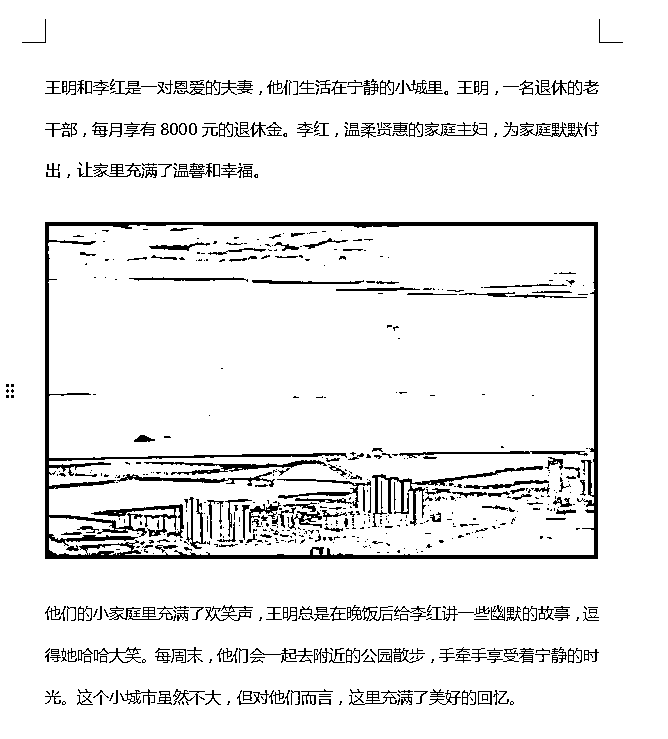 王明和李红是一对恩爱的夫妻，他们生活在宁静的小城里。王明，一名退休的老
干部，每月享有 8000 元的退休金。李红，温柔贤惠的家庭主妇，为家庭默默付
出，让家里充满了温馨和幸福。
他们的小家庭里充满了欢笑声，王明总是在晚饭后给李红讲一些幽默的故事，逗
得她哈哈大笑。每周末，他们会一起去附近的公园散步，手牵手享受着宁静的时
光。这个小城市虽然不大，但对他们而言，这里充满了美好的回忆。